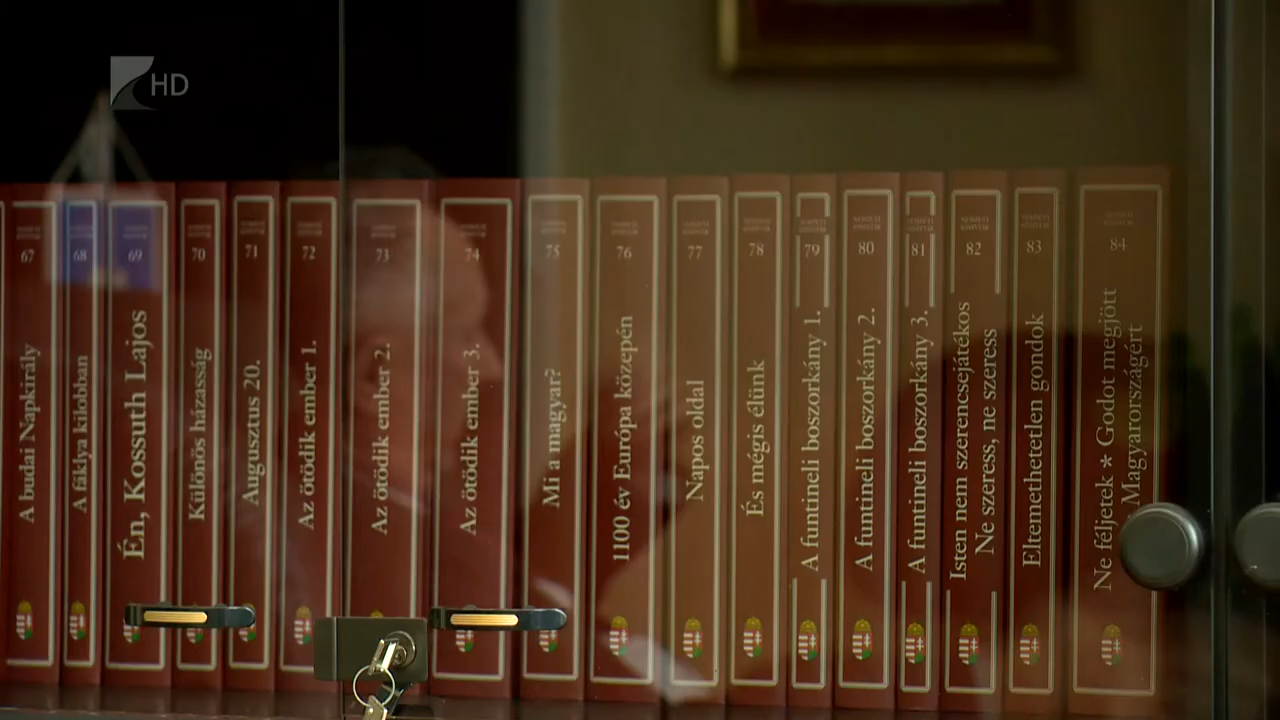 HD
67
A budai Napkirály
68
A fáklya kilobban
69
Én, Kossuth Lajos
70
Különös házasság
71
Augusztus 20.
72
Az ötödik ember 1.
73
Az ötödik ember 2.
74
Az ötödik ember 3.
75
Mi a magyar?
76
1100 év Európa közepén
77
Napos oldal
78
És mégis élünk
79
A funtineli boszorkány 1.
80
A funtineli boszorkány 2.
81
A funtineli boszorkány 3.
82
Isten nem szerencsejátékos
Ne szeress, ne szeress
83
Eltemethetetlen gondok
84
Ne féljetek * Godot megjött
Magyarországért